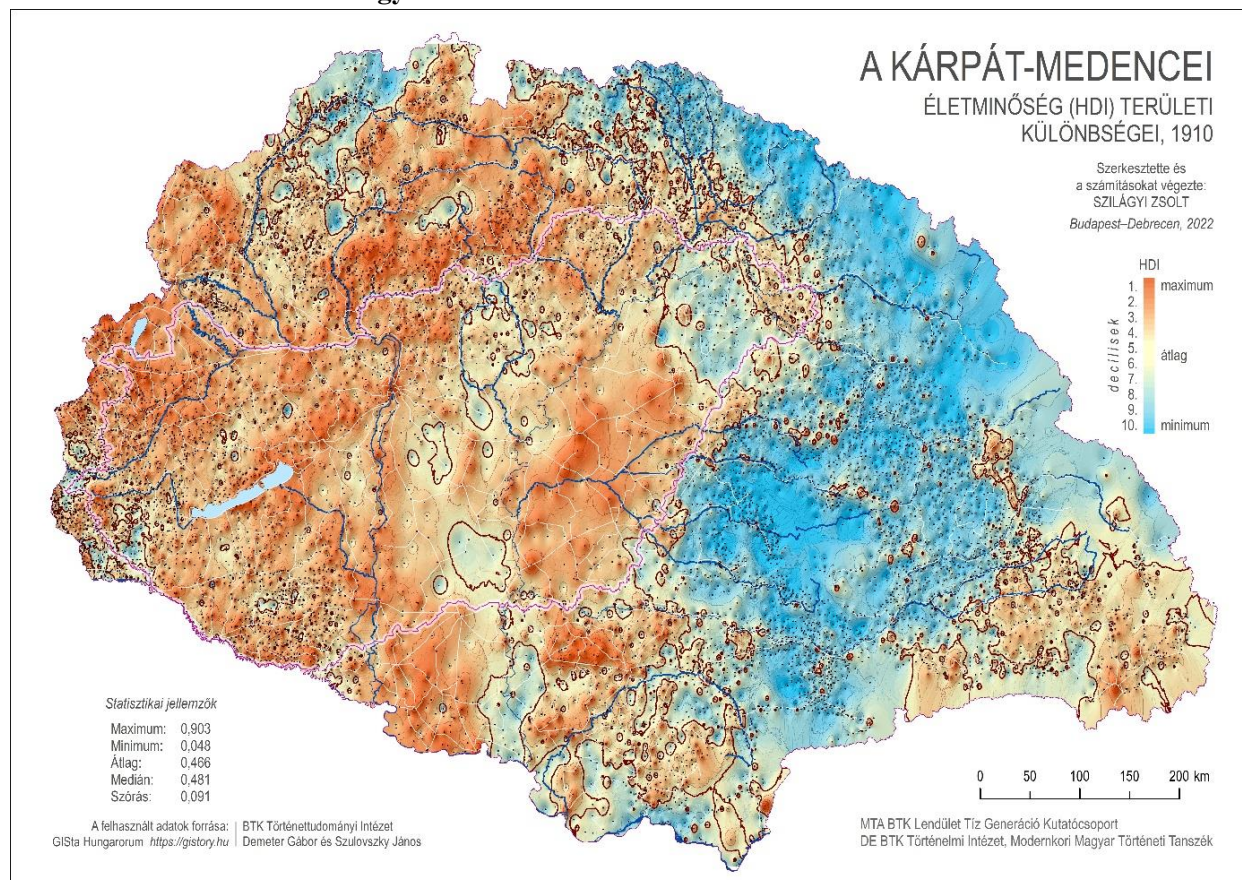 gy
A KÁRPÁT-MEDENCEI
ÉLETMINŐSÉG (HDI) TERÜLETI
KÜLÖNBSÉGEI, 1910
Szerkesztette és
a számításokat végezte:
SZILÁGYI ZSOLT
Budapest–Debrecen, 2022
HDI
decilisek
1. maximum
2.
3.
4.
5. átlag
6.
7.
8.
9.
10. minimum
Statisztikai jellemzők
Maximum: 0,903
Minimum: 0,048
Átlag: 0,466
Medián: 0,481
Szórás: 0,091
A felhasznált adatok forrása: | BTK Történettudományi Intézet
GISta Hungarorum https://gistory.hu | Demeter Gábor és Szulovszky János
0 50 100 150 200 km
MTA BTK Lendület Tíz Generáció Kutatócsoport
DE BTK Történelmi Intézet, Modernkori Magyar Történeti Tanszék